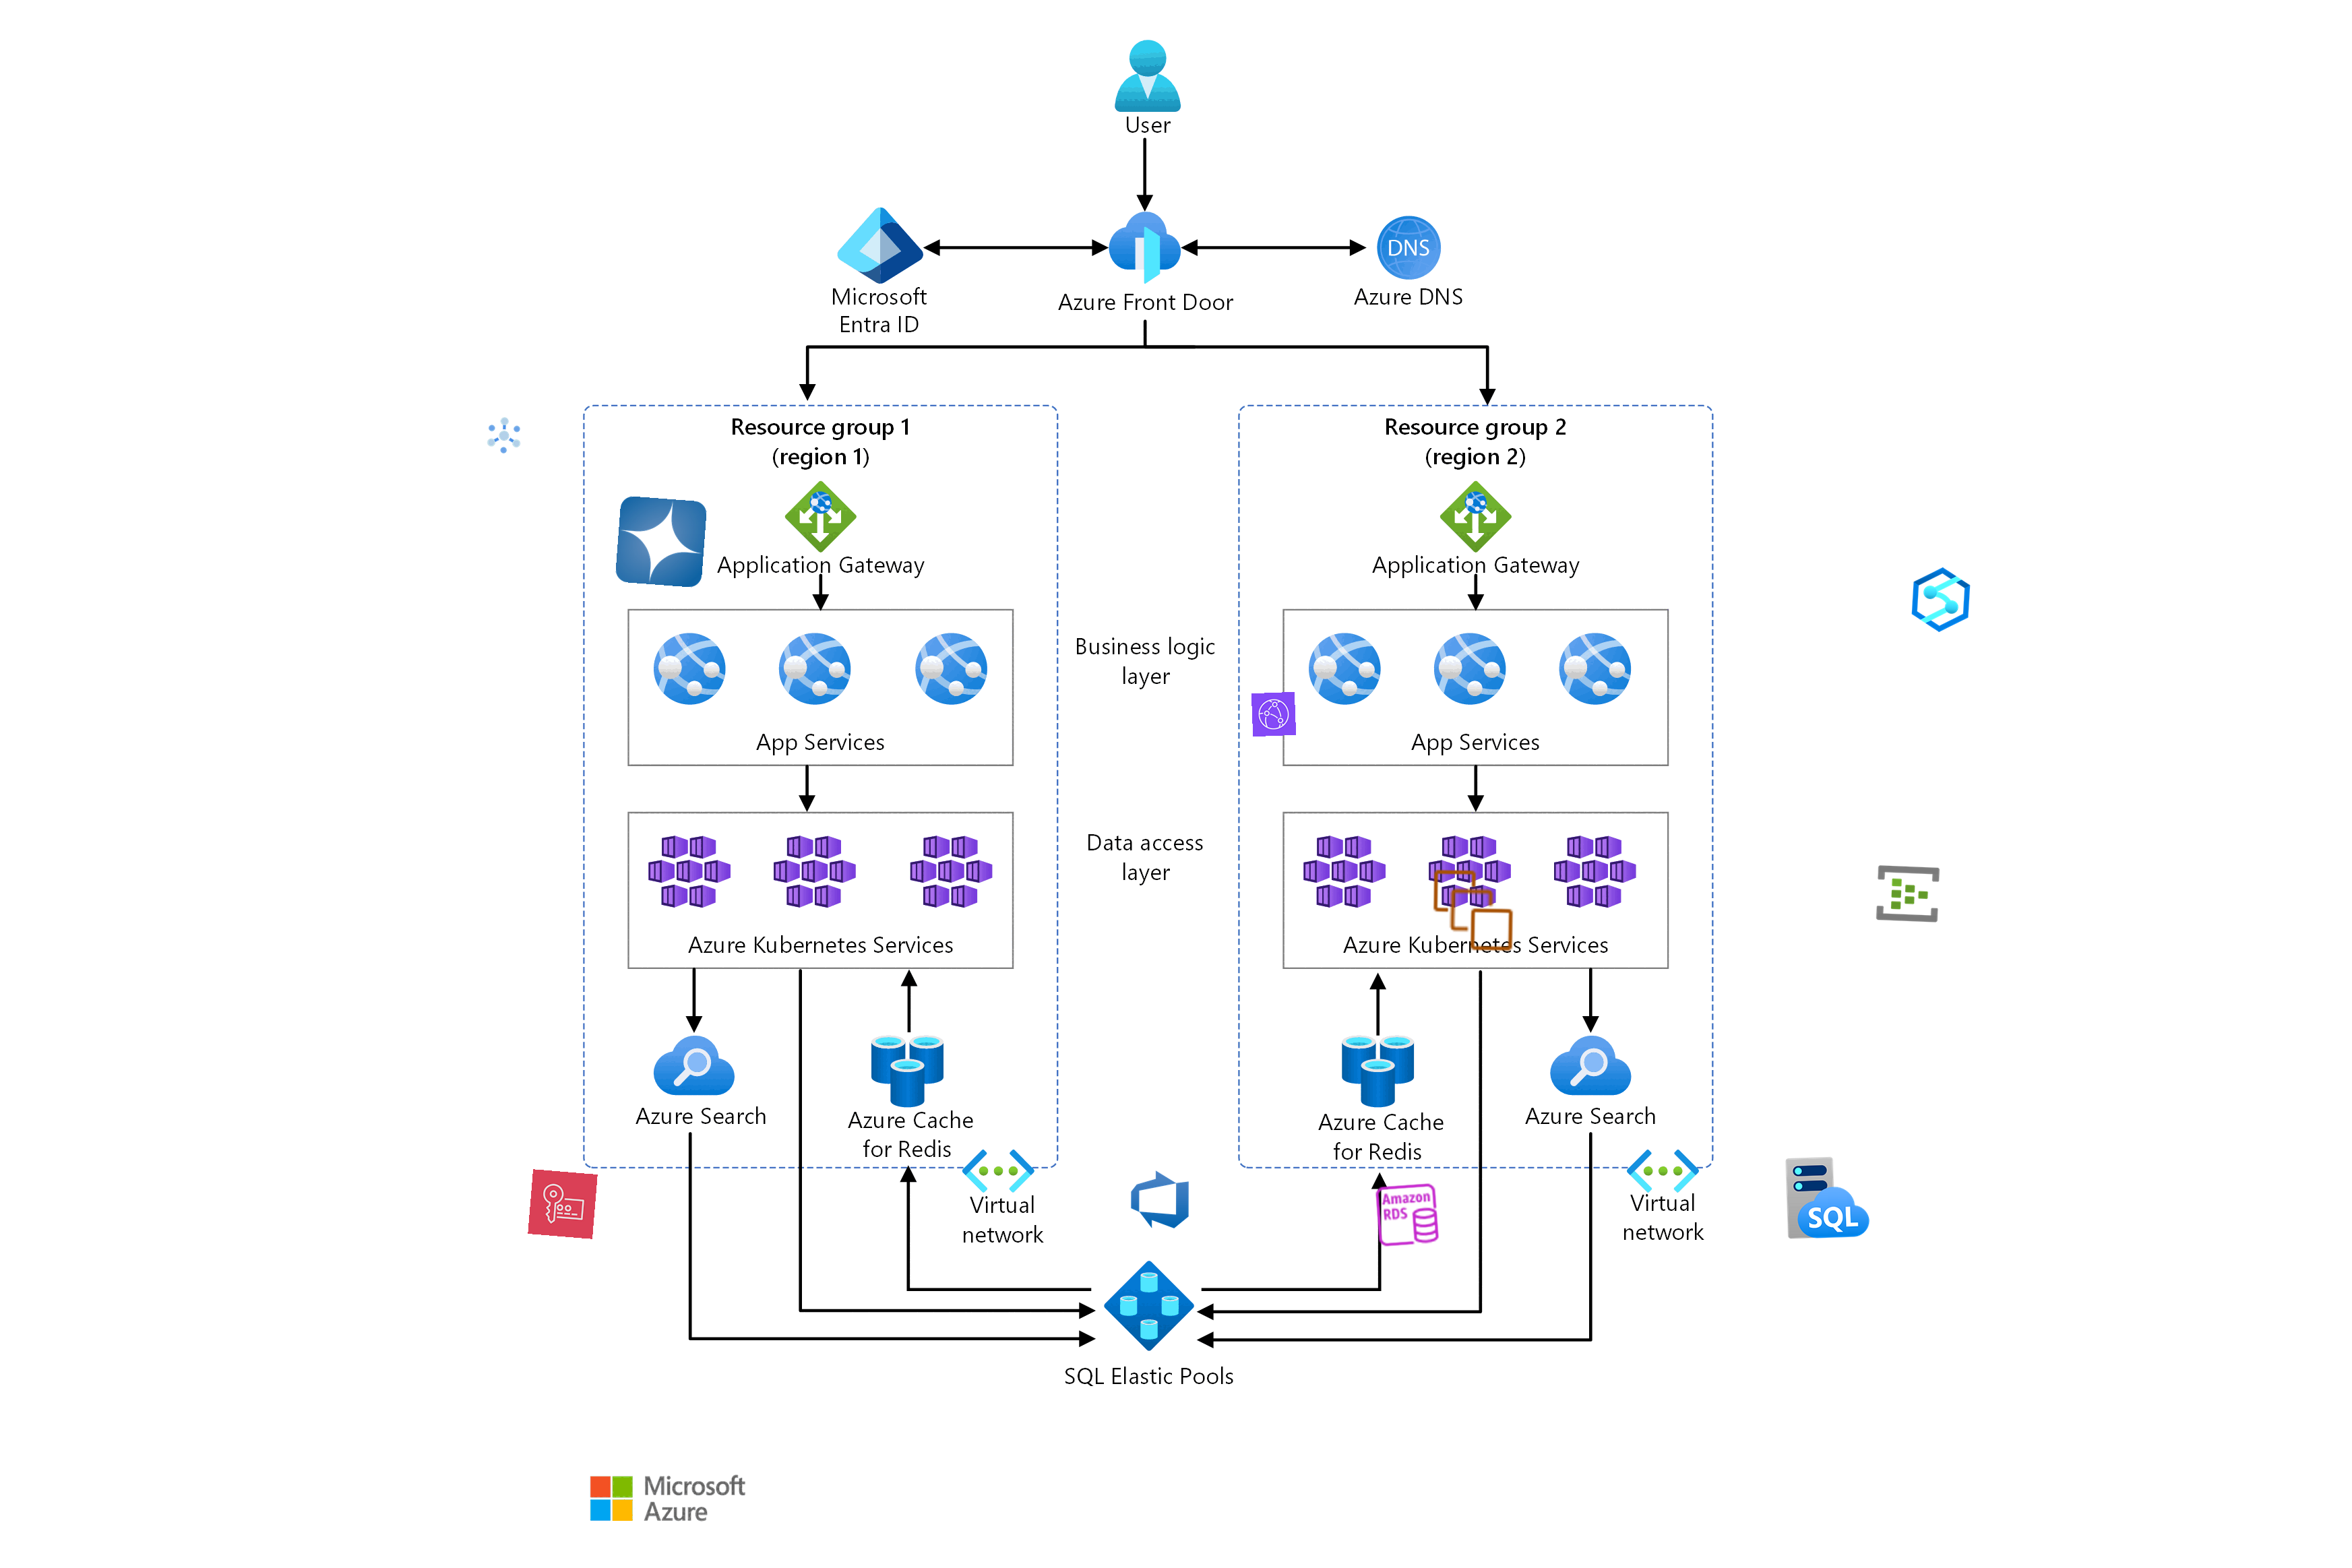 User
DNS
Microsoft
Entra ID
Azure Front Door
Azure DNS
Resource group 1
(region 1)
Resource group 2
(region 2)
Application Gateway
Application Gateway
Business logic
layer
App Services
App Services
Data access
layer
Azure Kubernetes Services
Azure Kubernetes Services
Azure Search
Azure Cache
for Redis
Azure Cache
for Redis
Azure Search
Virtual
network
Amazon
RDS
Virtual
network
SQL
SQL Elastic Pools
Microsoft
Azure